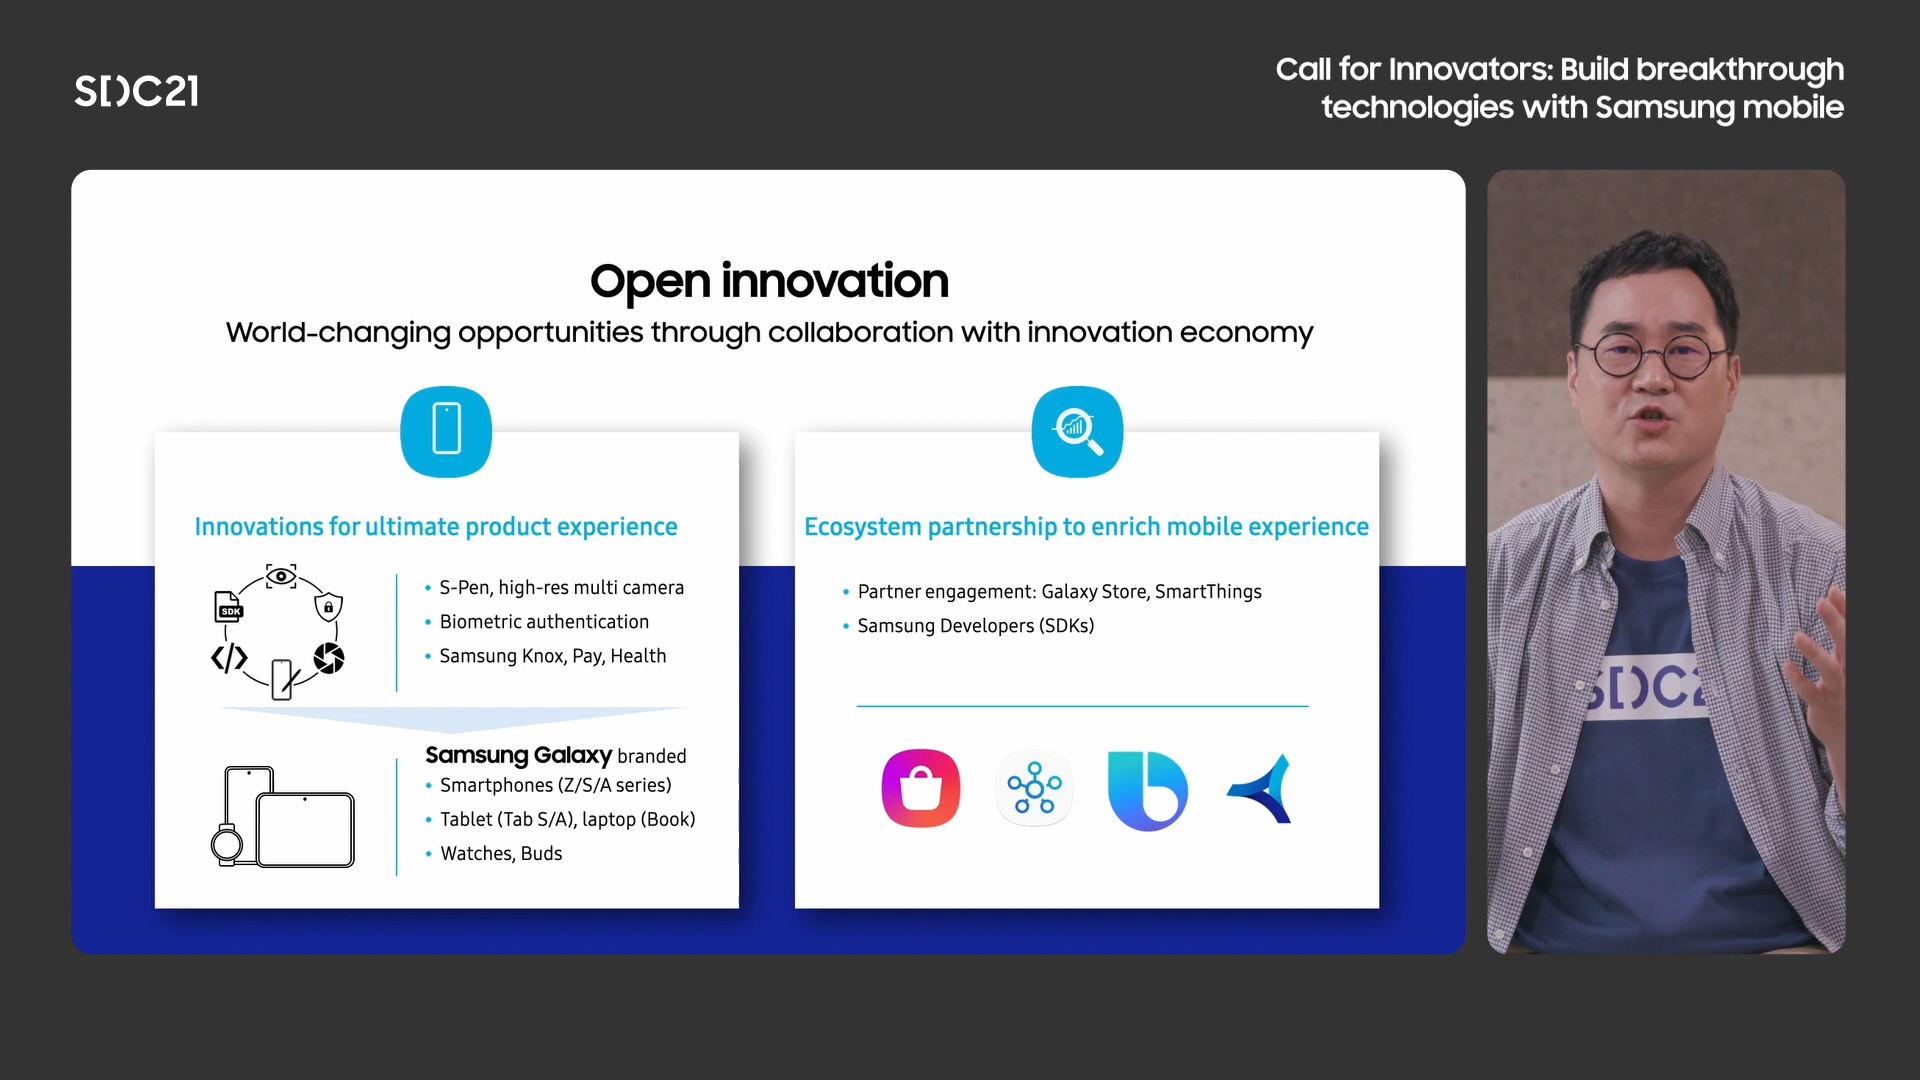 SDC21
Call for Innovators: Build breakthrough
technologies with Samsung mobile
Open innovation
World-changing opportunities through collaboration with innovation economy
Innovations for ultimate product experience
SDK
• S-Pen, high-res multi camera
• Biometric authentication
• Samsung Knox, Pay, Health
Samsung Galaxy branded
• Smartphones (Z/S/A series)
• Tablet (Tab S/A), laptop (Book)
• Watches, Buds
Ecosystem partnership to enrich mobile experience
• Partner engagement: Galaxy Store, SmartThings
• Samsung Developers (SDKs)
SDC2